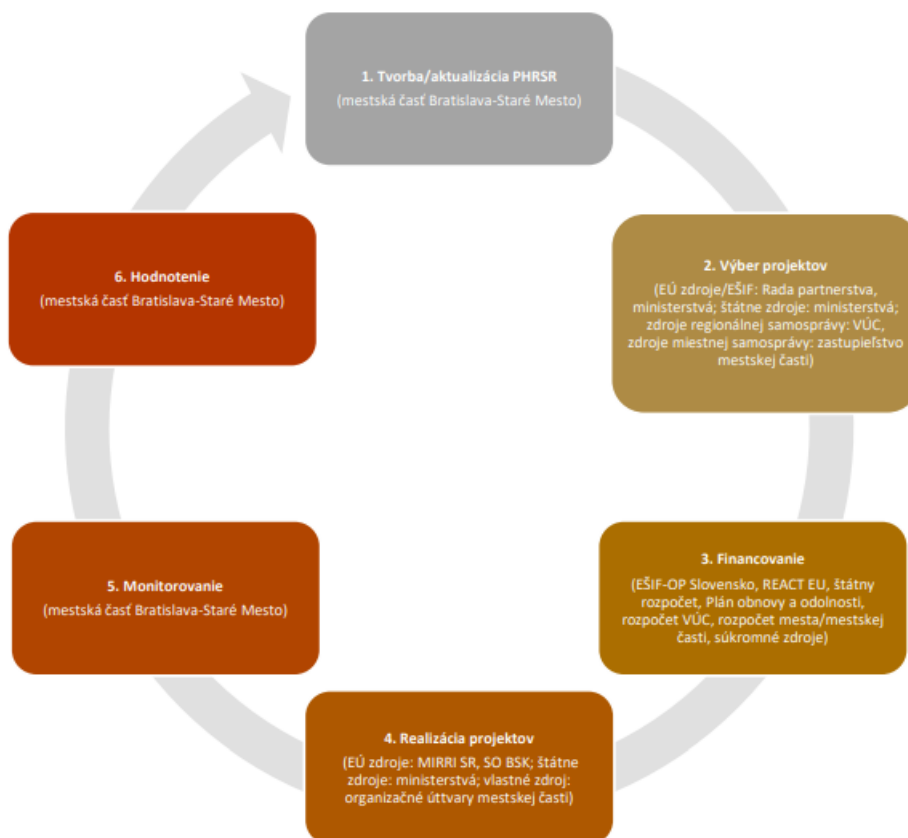 1. Tvorba/aktualizácia PHRSR
(mestská časť Bratislava-Staré Mesto)
2. Výber projektov
(EÚ zdroje/EŠIF: Rada partnerstva,
ministerstvá; štátne zdroje: ministerstvá;
zdroje regionálnej samosprávy: VÚC,
zdroje miestnej samosprávy: zastupieľstvo
mestskej časti)
3. Financovanie
(EŠIF-OP Slovensko, REACT EU, štátny
rozpočet, Plán obnovy a odolnosti,
rozpočet VÚC, rozpočet mesta/mestskej
časti, súkromné zdroje)
4. Realizácia projektov
(EÚ zdroje: MIRRI SR, SO BSK; štátne
zdroje: ministerstvá; vlastné zdroj:
organizačné úttvary mestskej časti)
5. Monitorovanie
(mestská časť Bratislava-Staré Mesto)
6. Hodnotenie
(mestská časť Bratislava-Staré Mesto)